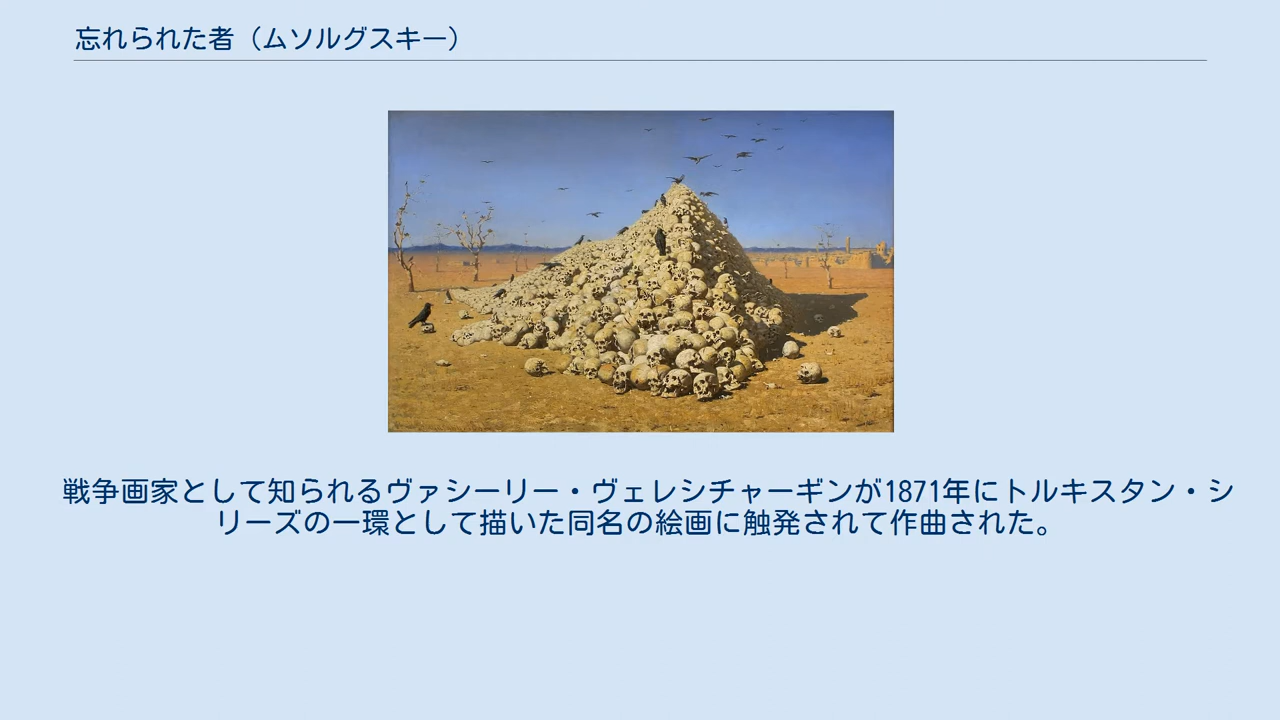 忘れられた者（ムソルグスキー）
戦争画家として知られるヴァシーリー・ヴェレシチャーギンが1871年にトルキスタン・シ
リーズの一環として描いた同名の絵画に触発されて作曲された。